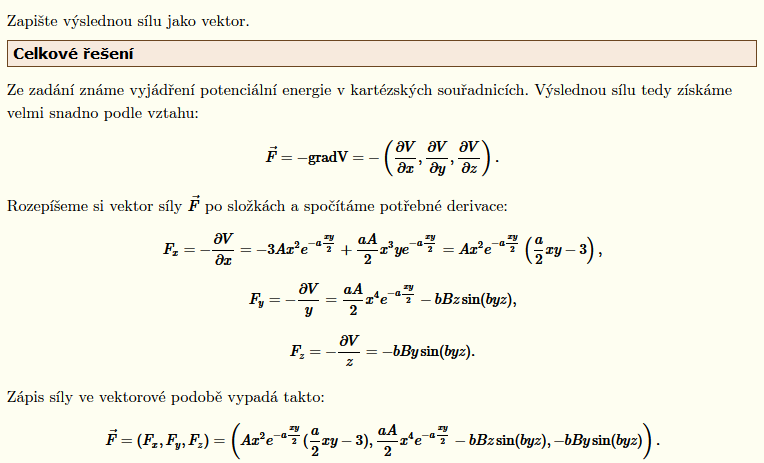 Zapište výslednou sílu jako vektor.
Celkové řešení
Ze zadání známe vyjádření potenciální energie v kartézských souřadnicích. Výslednou sílu tedy získáme
velmi snadno podle vztahu:
$\vec{F} = -\text{gradV} = -\left(\frac{\partial V}{\partial x}, \frac{\partial V}{\partial y}, \frac{\partial V}{\partial z}\right).$
Rozepíšeme si vektor síly $\vec{F}$ po složkách a spočítáme potřebné derivace:
$F_x = -\frac{\partial V}{\partial x} = -3Ax^2e^{-a\frac{xy}{2}} + \frac{aA}{2}x^3ye^{-a\frac{xy}{2}} = Ax^2e^{-a\frac{xy}{2}}\left(\frac{a}{2}xy - 3\right),$
$F_y = -\frac{\partial V}{y} = \frac{aA}{2}x^4e^{-a\frac{xy}{2}} - bBz\sin(byz),$
$F_z = -\frac{\partial V}{z} = -bBy\sin(byz).$
Zápis síly ve vektorové podobě vypadá takto:
$\vec{F} = (F_x, F_y, F_z) = \left(Ax^2e^{-a\frac{xy}{2}}(\frac{a}{2}xy - 3), \frac{aA}{2}x^4e^{-a\frac{xy}{2}} - bBz\sin(byz), -bBy\sin(byz)\right).$